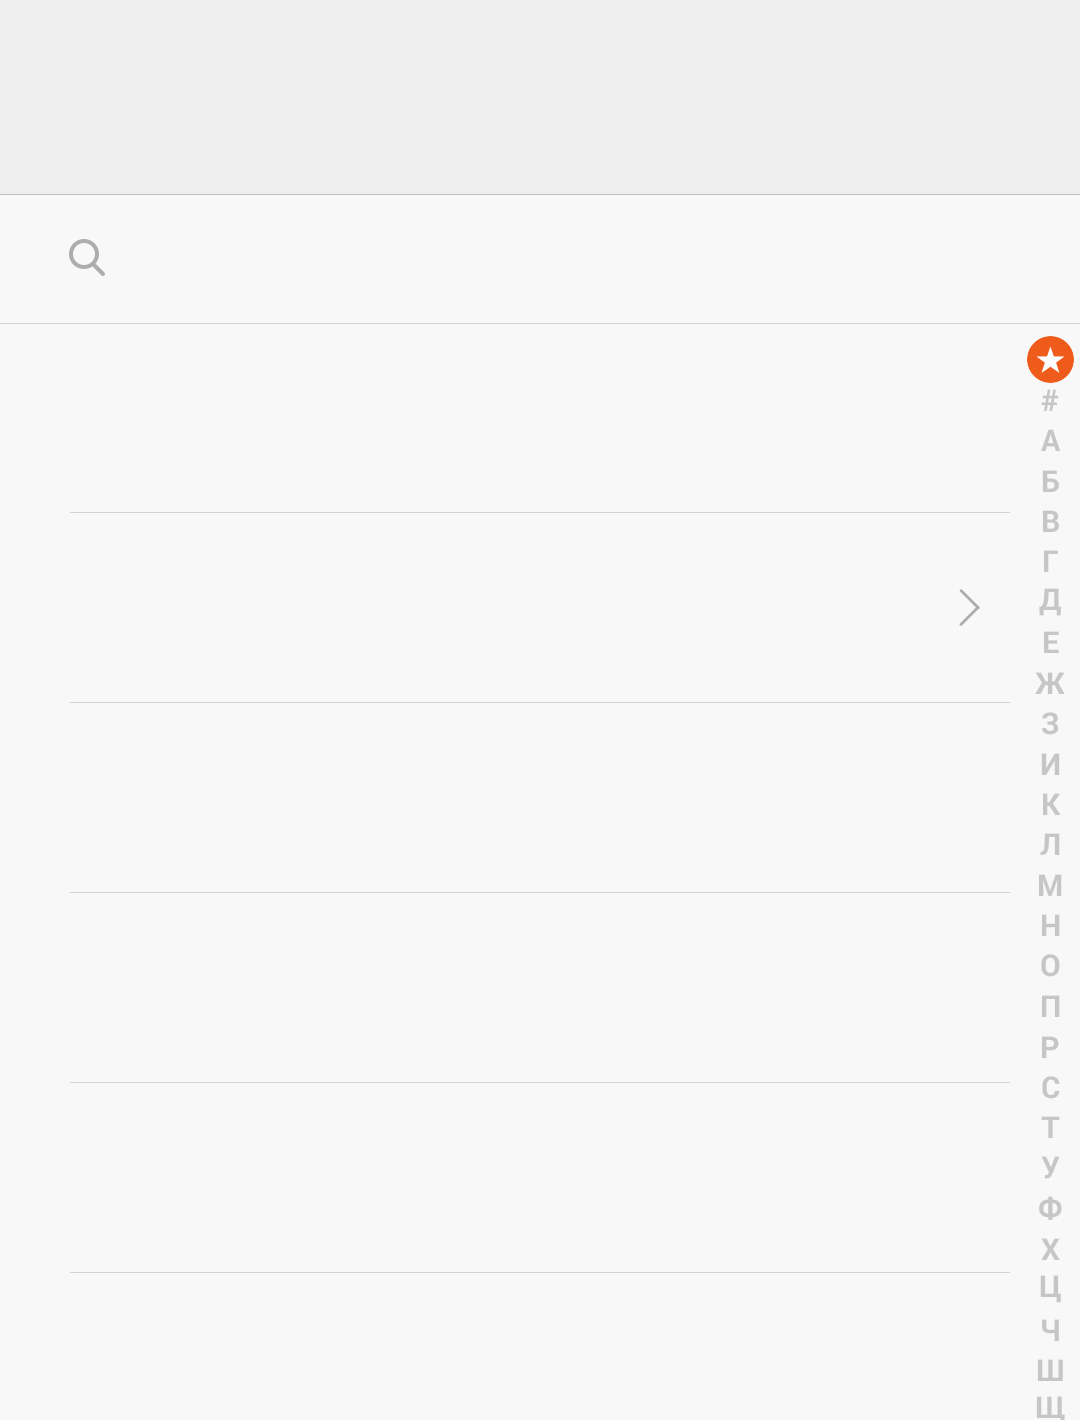 #
А
Б
В
Г
Д
Е
Ж
З
И
К
Л
М
Н
О
П
Р
С
Т
У
Ф
Х
Ц
Ч
Ш
Щ